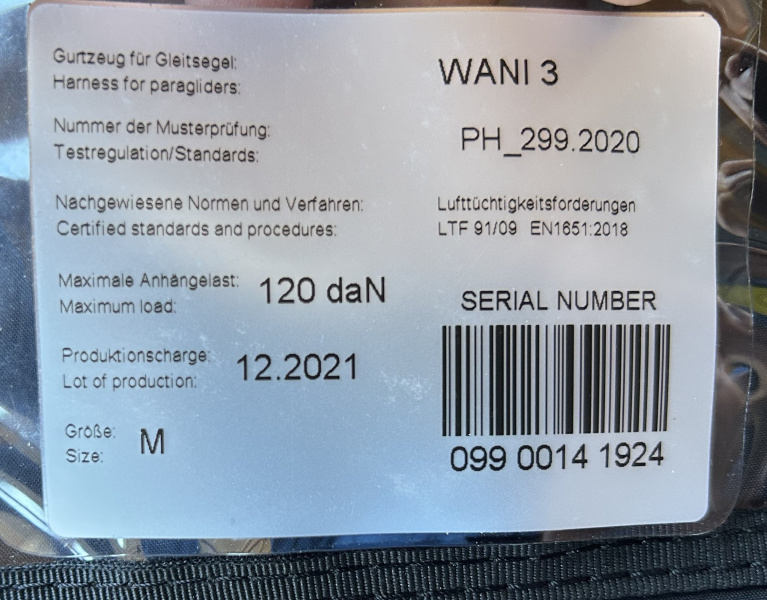 Gurtzeug für Gleitsegel:
Harness for paragliders:
WANI 3
Nummer der Musterprüfung:
Testregulation/Standards:
PH_299.2020
Nachgewiesene Normen und Verfahren:
Certified standards and procedures:
Lufttüchtigkeitsforderungen
LTF 91/09 EN1651:2018
Maximale Anhängelast:
Maximum load:
120 daN
Produktionscharge:
Lot of production:
12.2021
Größe:
Size:
M
SERIAL NUMBER
099 0014 1924